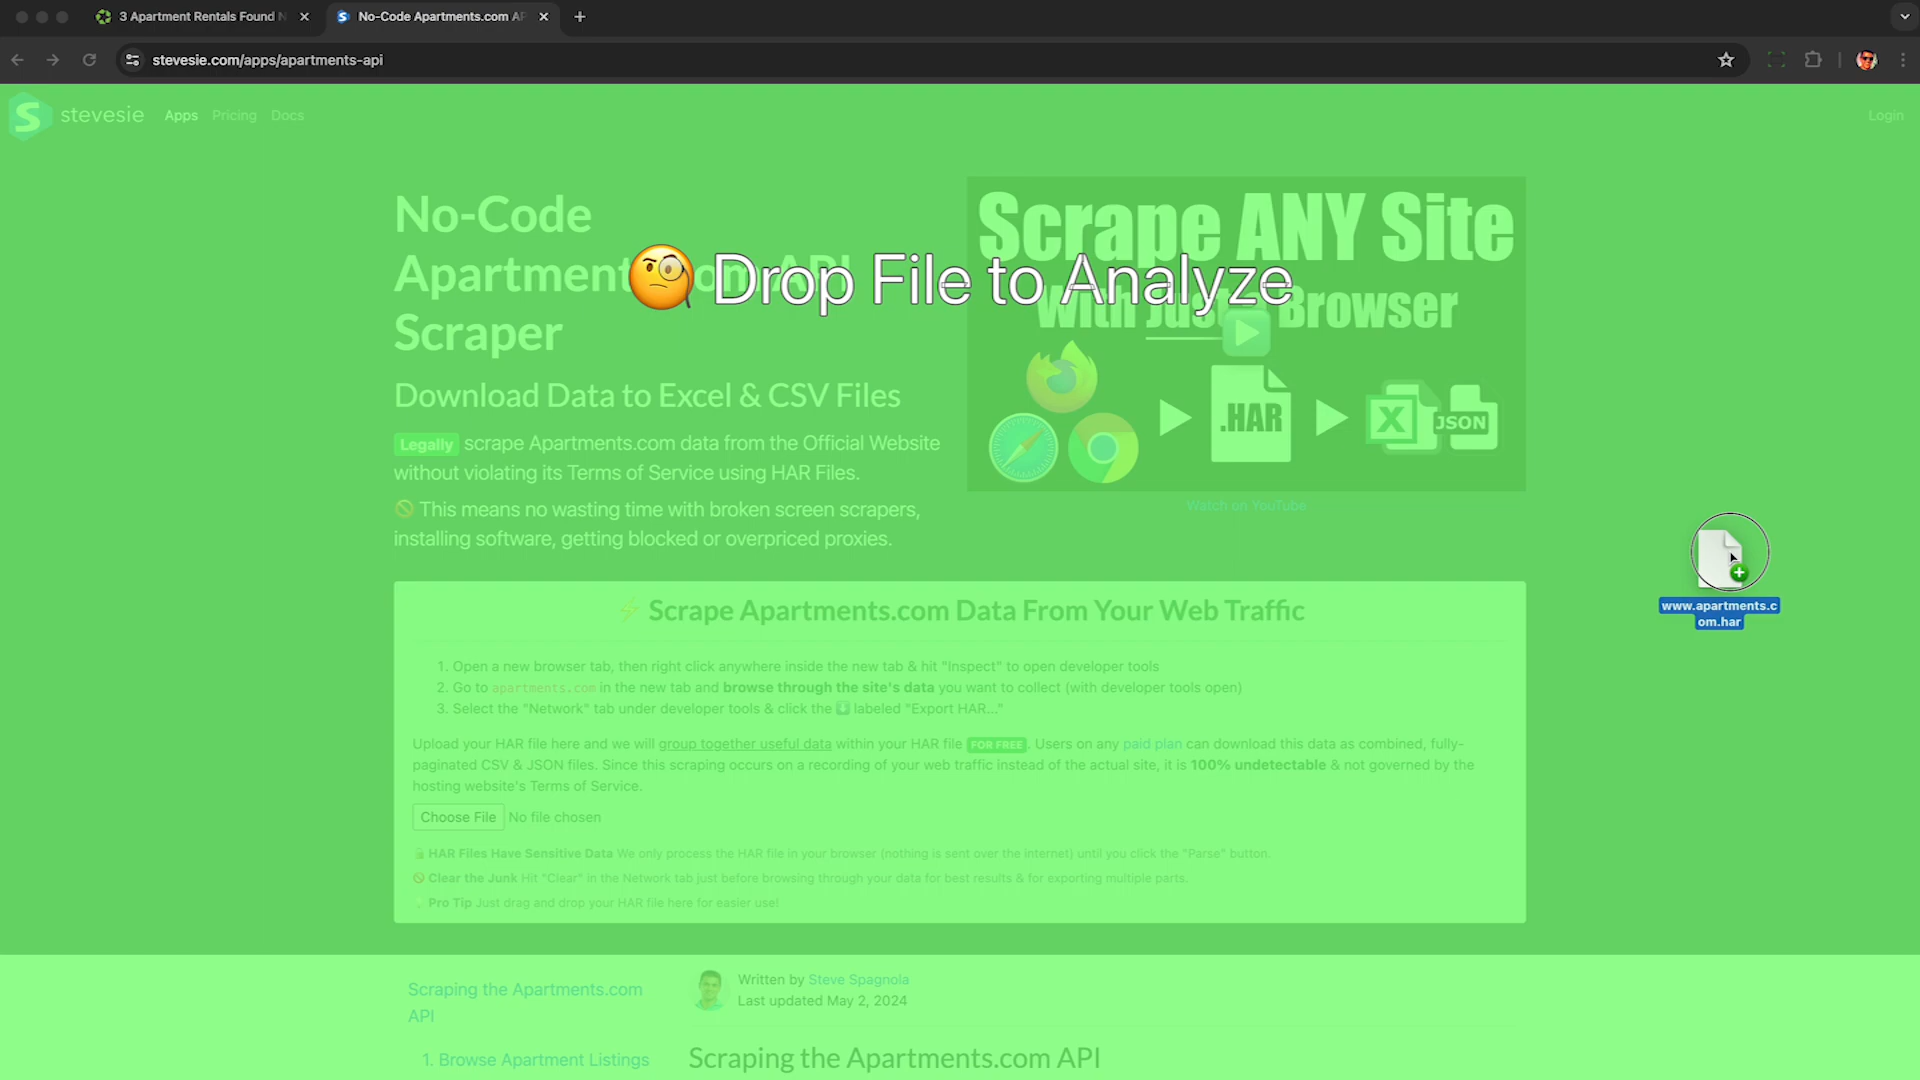 3 Apartment Rentals Found N
No-Code Apartments.com AP
stevesie.com/apps/apartments-api
stevesie
Apps
Pricing
Docs
Login
No-Code
Apartments.com API
Scraper
Scrape ANY Site
With Just a Browser
Drop File to Analyze
.HAR
JSON
Download Data to Excel & CSV Files
Legally scrape Apartments.com data from the Official Website
without violating its Terms of Service using HAR Files.
This means no wasting time with broken screen scrapers,
installing software, getting blocked or overpriced proxies.
Watch on YouTube
www.apartments.c
om.har
Scrape Apartments.com Data From Your Web Traffic
1. Open a new browser tab, then right click anywhere inside the new tab & hit "Inspect" to open developer tools
2. Go to apartments.com in the new tab and browse through the site's data you want to collect (with developer tools open)
3. Select the "Network" tab under developer tools & click the ⬇ labeled "Export HAR..."
Upload your HAR file here and we will group together useful data within your HAR file FOR FREE. Users on any paid plan can download this data as combined, fully-
paginated CSV & JSON files. Since this scraping occurs on a recording of your web traffic instead of the actual site, it is 100% undetectable & not governed by the
hosting website's Terms of Service.
Choose File No file chosen
HAR Files Have Sensitive Data We only process the HAR file in your browser (nothing is sent over the internet) until you click the "Parse" button.
Clear the Junk Hit "Clear" in the Network tab just before browsing through your data for best results & for exporting multiple parts.
Pro Tip Just drag and drop your HAR file here for easier use!
Scraping the Apartments.com
API
1. Browse Apartment Listings
Written by Steve Spagnola
Last updated May 2, 2024
Scraping the Apartments.com API